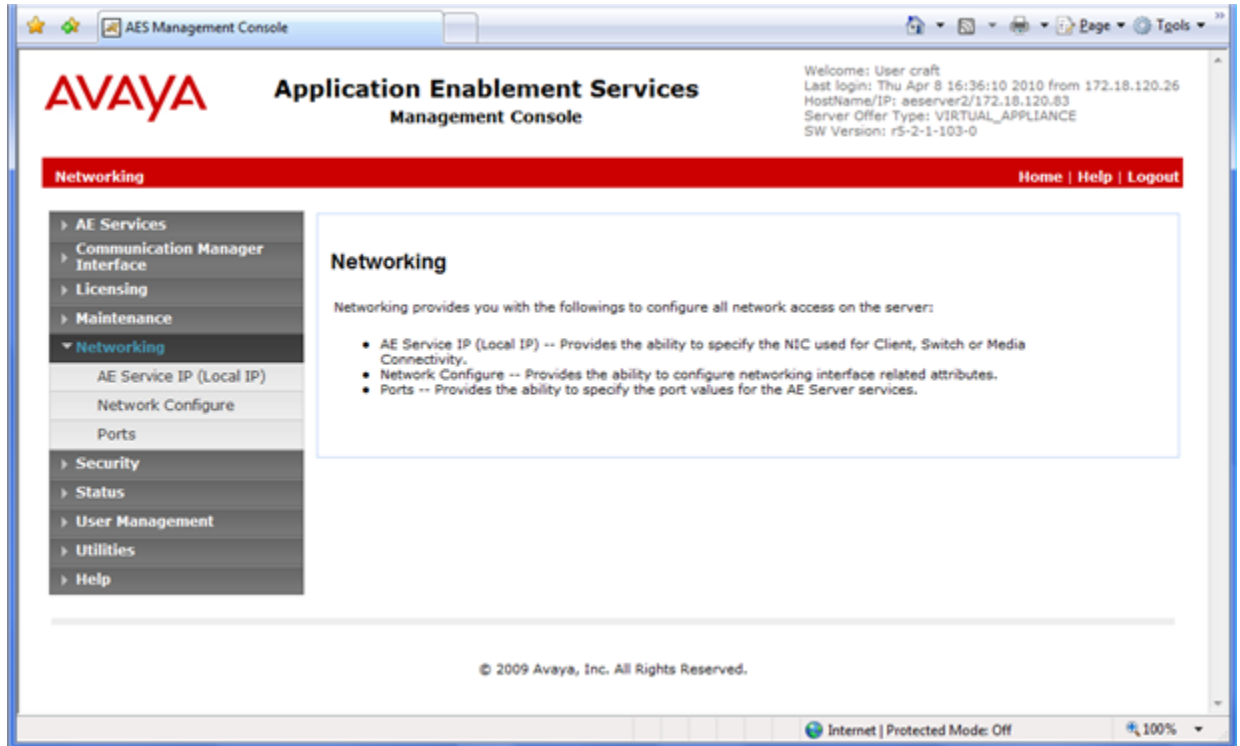 AES Management Console
Page
Tools
»
AVAYA
Application Enablement Services
Management Console
Welcome: User craft
Last login: Thu Apr 8 16:36:10 2010 from 172.18.120.26
HostName/IP: aeserver2/172.18.120.83
Server Offer Type: VIRTUAL_APPLIANCE
SW Version: r5-2-1-103-0
Networking
Home | Help | Logout
AE Services
Communication Manager
Interface
Licensing
Maintenance
Networking
AE Service IP (Local IP)
Network Configure
Ports
Security
Status
User Management
Utilities
Help
Networking
Networking provides you with the followings to configure all network access on the server:
• AE Service IP (Local IP) -- Provides the ability to specify the NIC used for Client, Switch or Media
Connectivity.
• Network Configure -- Provides the ability to configure networking interface related attributes.
• Ports -- Provides the ability to specify the port values for the AE Server services.
© 2009 Avaya, Inc. All Rights Reserved.
Internet | Protected Mode: Off
100%